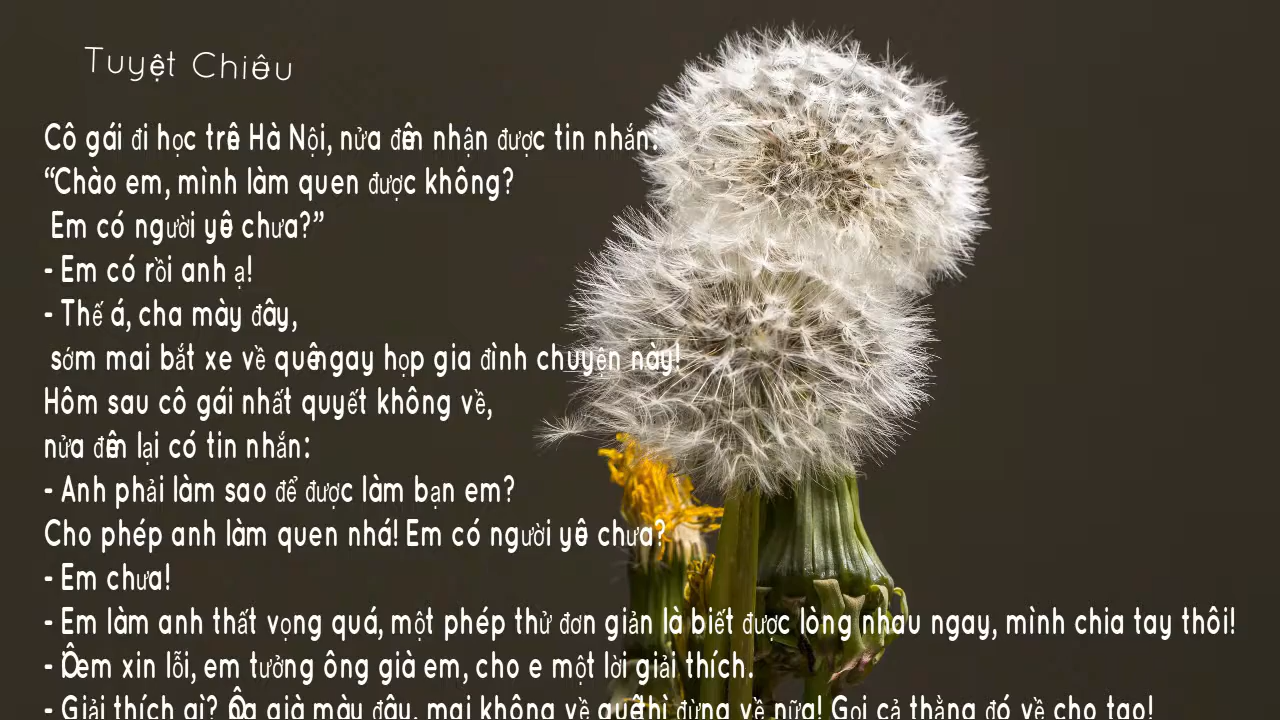 Tuyệt Chiêu
Cô gái đi học trên Hà Nội, nửa đêm nhận được tin nhắn:
“Chào em, mình làm quen được không?
Em có người yêu chưa?”
- Em có rồi anh ạ!
- Thế á, cha mày đây,
sớm mai bắt xe về quê ngay họp gia đình chuyện này!
Hôm sau cô gái nhất quyết không về,
nửa đêm lại có tin nhắn:
- Anh phải làm sao để được làm bạn em?
Cho phép anh làm quen nhá! Em có người yêu chưa?
- Em chưa!
- Em làm anh thất vọng quá, một phép thử đơn giản là biết được lòng nhau ngay, mình chia tay thôi!
- Ôi em xin lỗi, em tưởng ông già em, cho e một lời giải thích.
- Giải thích gì? Ông già mày đây, mai không về quê thì đừng về nữa! Gọi cả thằng đó về cho tao!